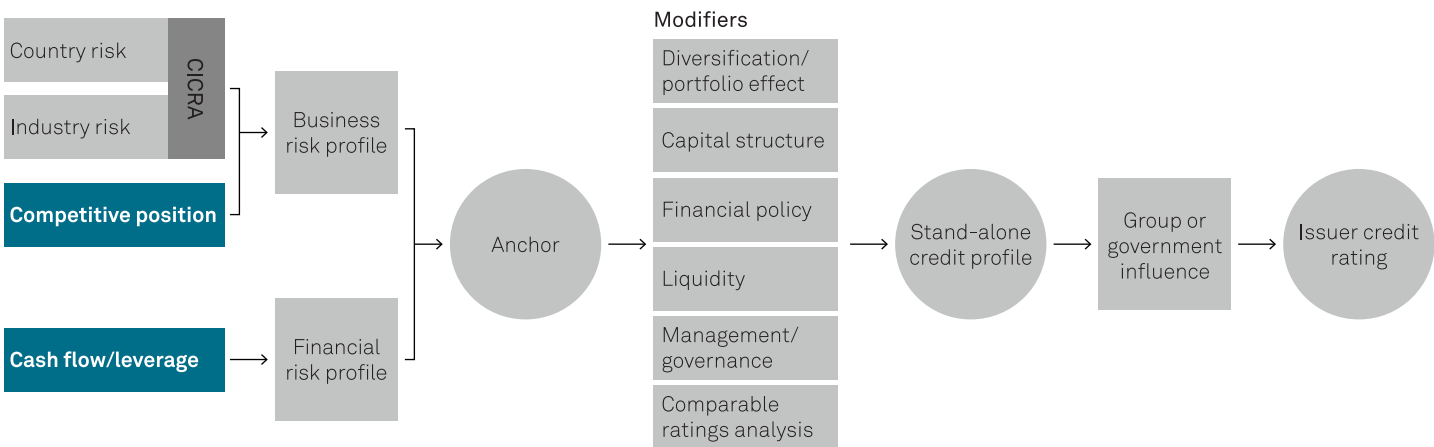 Country risk
Industry risk
CICRA
Competitive position
Cash flow/leverage
Business
risk profile
Financial
risk profile
Anchor
Modifiers
Diversification/
portfolio effect
Capital structure
Financial policy
Liquidity
Management/
governance
Comparable
ratings analysis
Stand-alone
credit profile
Group or
government
influence
Issuer credit
rating